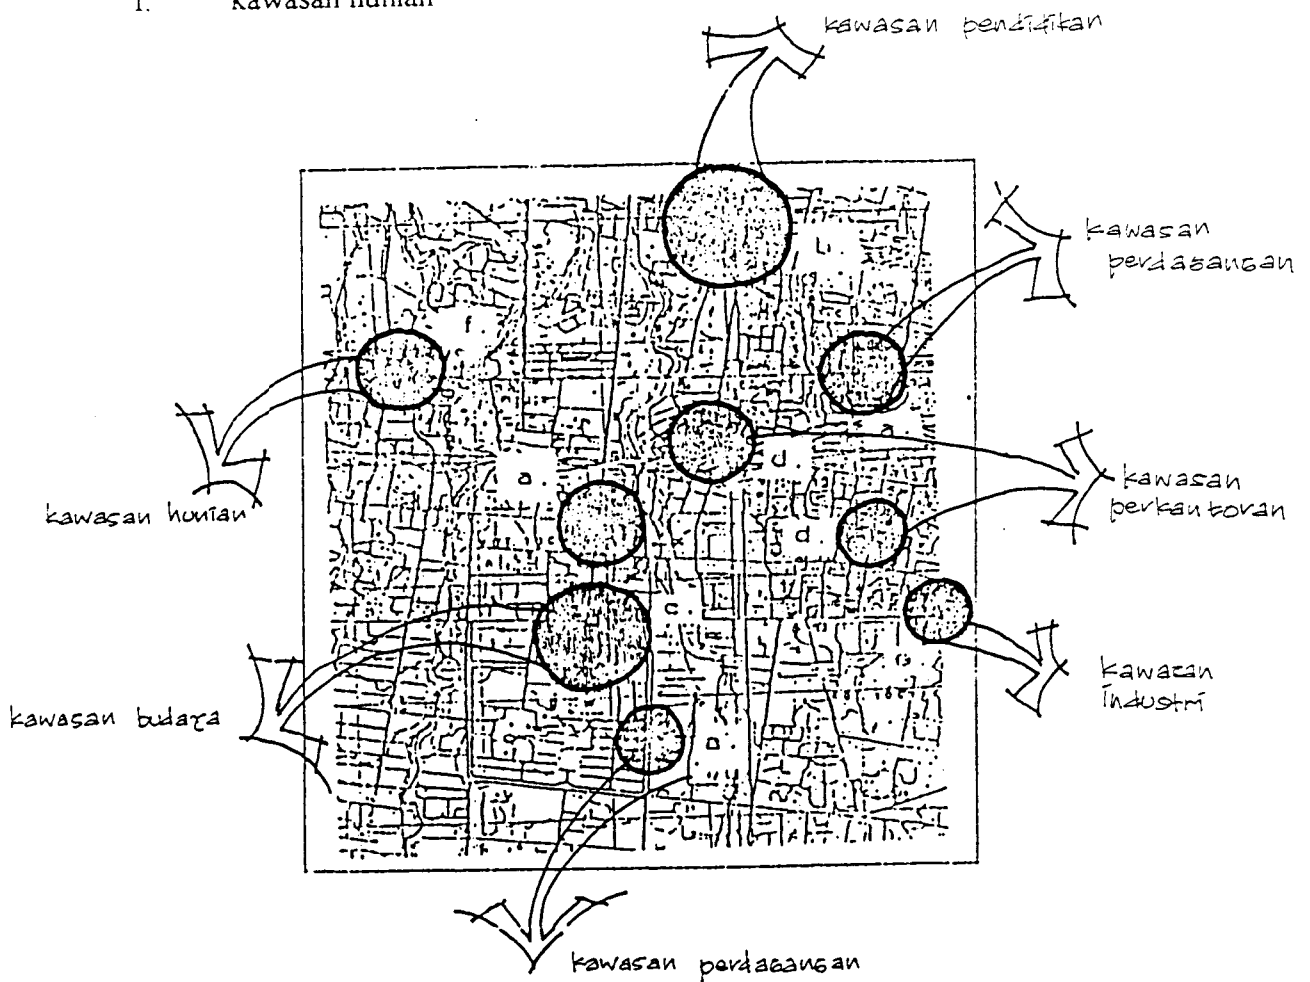 f. kawasan hunian
kawasan pendidikan
kawasan
perdagangan
b.
f
a
a.
d.
kawasan
perkantoran
kawasan hunian
d
c.
kawasan
industri
kawasan budaya
a.
kawasan perdagangan